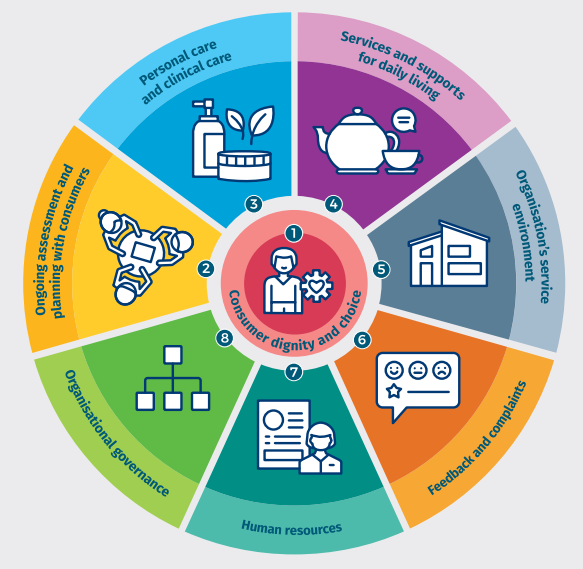 1
Consumer dignity and choice
2
Ongoing assessment and
planning with consumers
3
Personal care
and clinical care
4
Services and supports
for daily living
5
Organisation's service
environment
6
Feedback and complaints
7
Human resources
8
Organisational governance